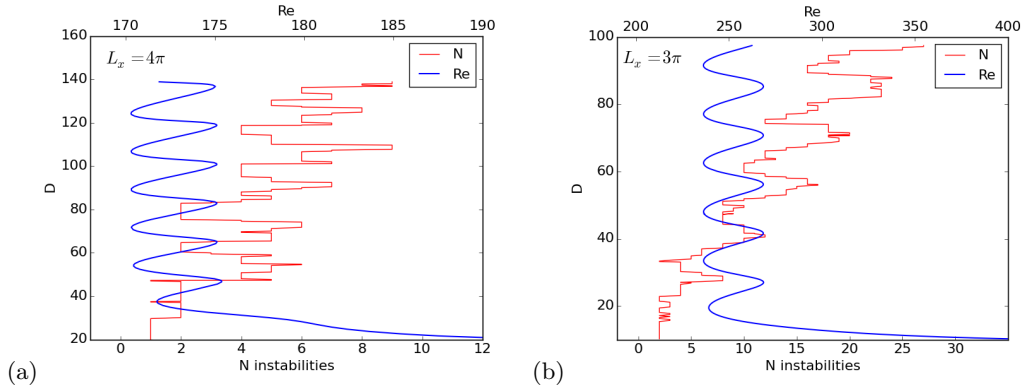 Re
170 175 180 185 190
160
140
120
100
80
60
40
20
D
L_x = 4π
N
Re
0 2 4 6 8 10 12
N instabilities
(a)
Re
200 250 300 350 400
100
80
60
40
20
D
L_x = 3π
N
Re
0 5 10 15 20 25 30
N instabilities
(b)